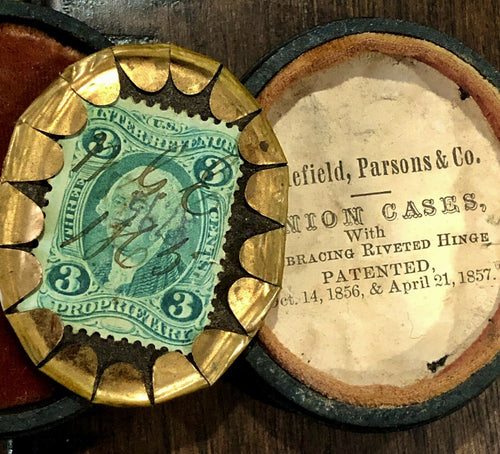 U.S.
INTER. REVENUE
3 3
THREE CENTS
3 3
PROPRIETARY
1865
efield, Parsons & Co.
NION CASES,
With
BRACING RIVETED HINGE
PATENTED,
ct. 14, 1856, & April 21, 1857.